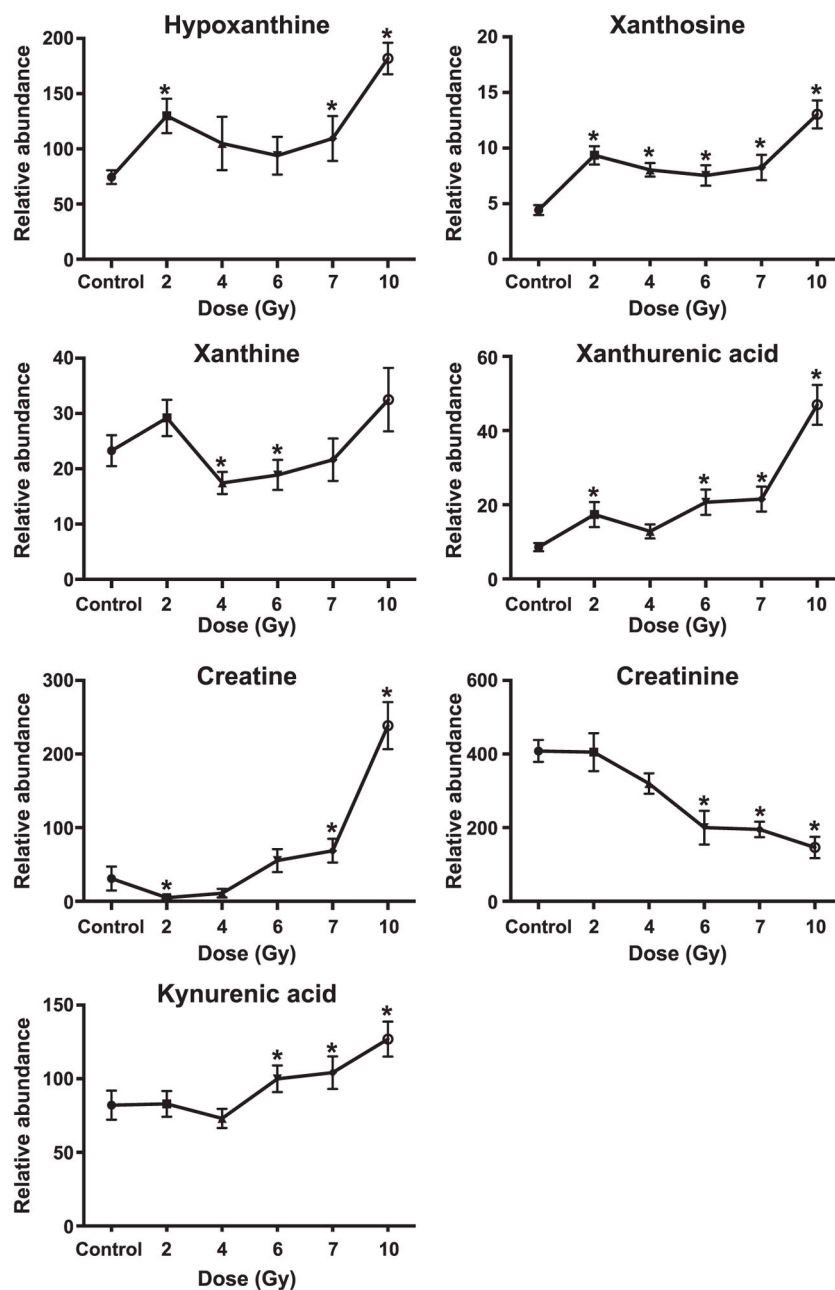 Hypoxanthine
Relative abundance
200
150
100
50
0
*
*
*
Control 2 4 6 7 10
Dose (Gy)
Xanthosine
Relative abundance
20
15
10
5
0
*
*
*
*
*
Control 2 4 6 7 10
Dose (Gy)
Xanthine
Relative abundance
40
30
20
10
0
*
*
Control 2 4 6 7 10
Dose (Gy)
Xanthurenic acid
Relative abundance
60
40
20
0
*
*
*
*
Control 2 4 6 7 10
Dose (Gy)
Creatine
Relative abundance
300
200
100
0
*
*
*
Control 2 4 6 7 10
Dose (Gy)
Creatinine
Relative abundance
600
400
200
0
*
*
*
Control 2 4 6 7 10
Dose (Gy)
Kynurenic acid
Relative abundance
150
100
50
0
*
*
*
Control 2 4 6 7 10
Dose (Gy)